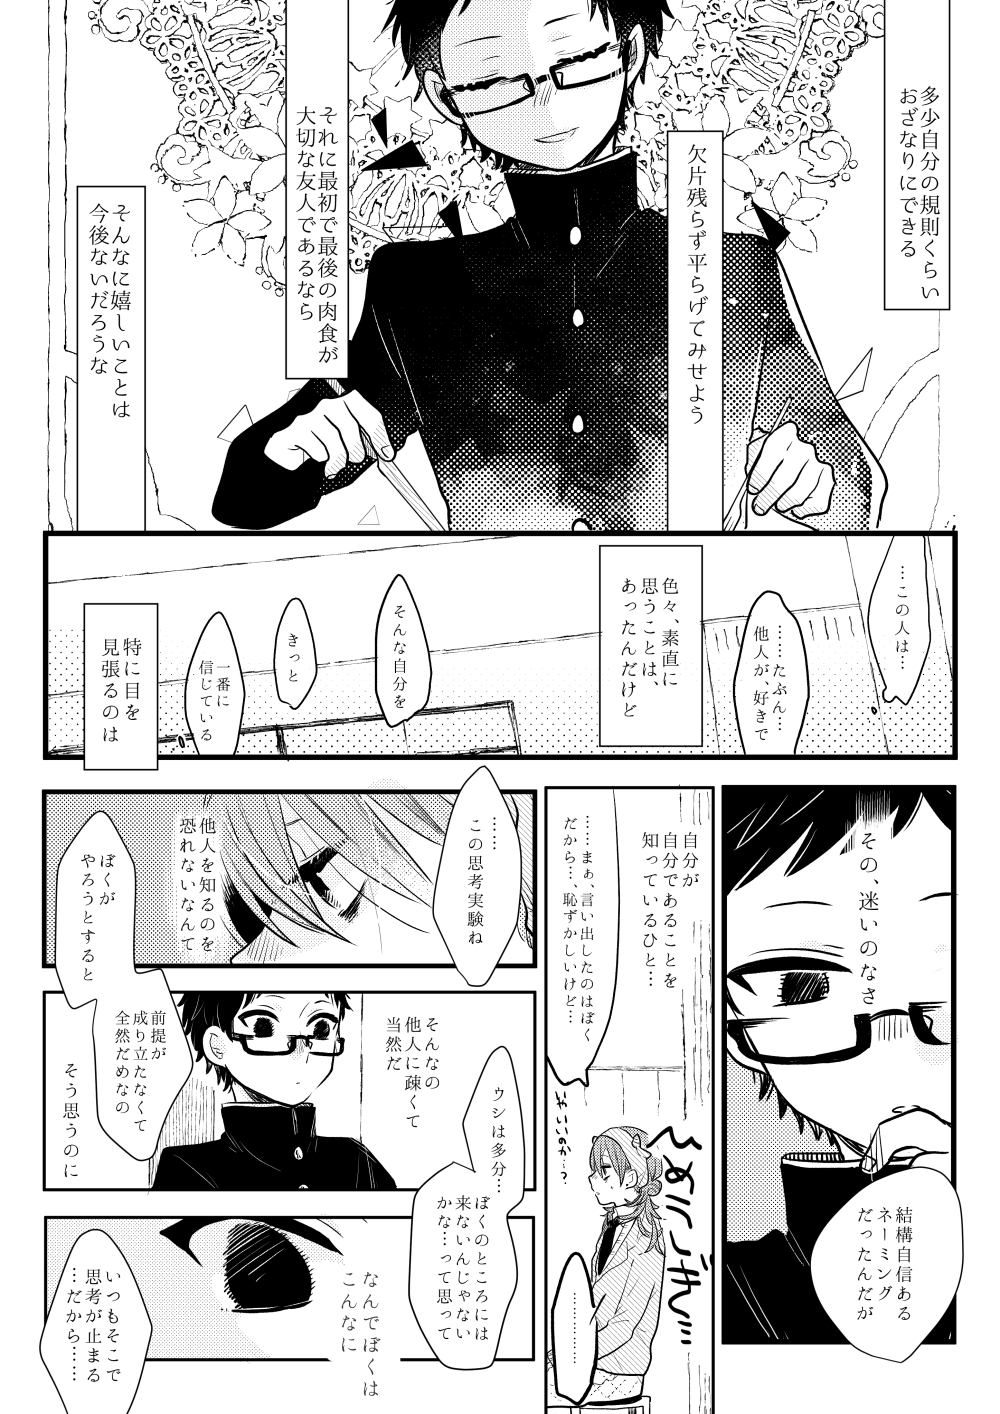 多少自分の規則くらい
おざなりにできる
欠片残らず平らげてみせよう
それに最初で最後の肉食が
大切な友人であるなら
そんなに嬉しいことは
今後ないだろうな
…この人は…
……たぶん…
他人が、好きで
色々、素直に
思うことは、
あったんだけど
そんな自分を
きっと
一番に
信じている
特に目を
見張るのは
その、迷いのなさ
結構自信ある
ネーミング
だったんだが
自分が
自分であることを
知っているひと…
……まぁ、言い出したのはぼく
だから…、恥ずかしいけど…
やいいのか…?
…………
……
この思考実験ね
他人を知るのを
恐れないなんて
ぼくが
やろうとすると
前提が
成り立たなくて
全然だめなの
そんなの
他人に疎くて
当然だ
そう思うのに
ウシは多分…
ぼくのところには
来ないんじゃない
かな…って思って
なんでぼくは
こんなに
いつもそこで
思考が止まる
…だから……